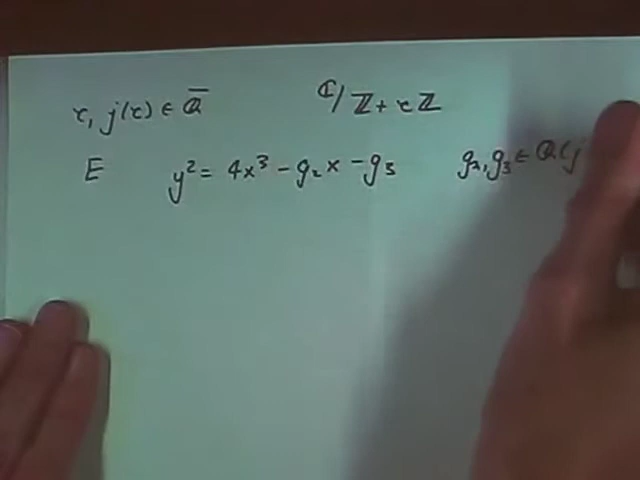 τ, j(τ) ∈ ℚ̅ ℂ/ℤ+τℤ
E y² = 4x³ - g₂x - g₃ g₂, g₃ ∈ ℚ(j